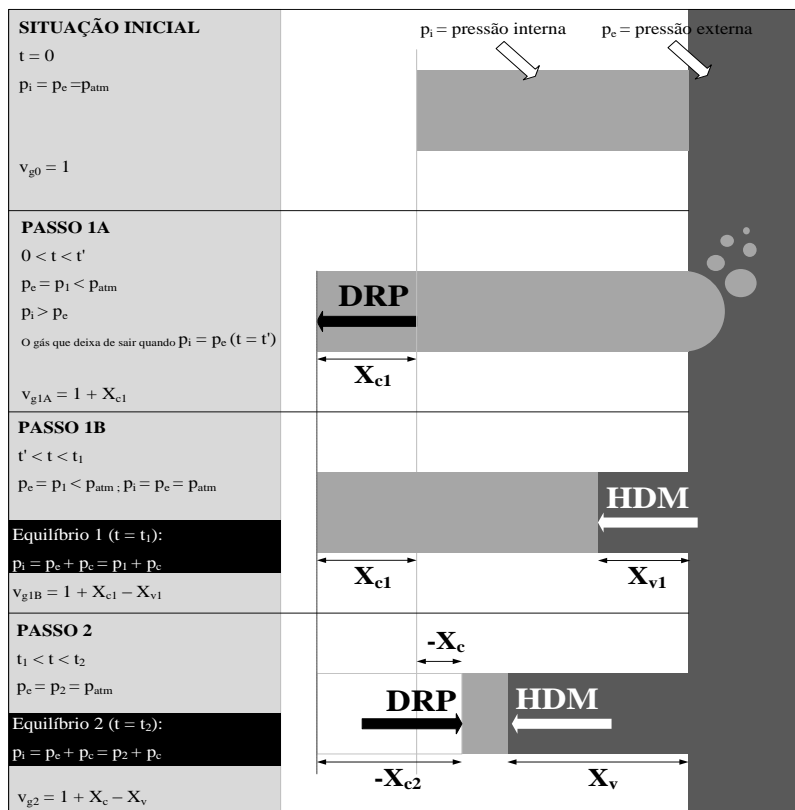 SITUAÇÃO INICIAL
t = 0
pi = pe =patm
vg0 = 1
pi = pressão interna
pe = pressão externa
PASSO 1A
0 < t < t'
pe = p1 < patm
pi > pe
O gás que deixa de sair quando pi = pe (t = t')
vg1A = 1 + Xc1
DRP
Xc1
PASSO 1B
t' < t < t1
pe = p1 < patm ; pi = pe = patm
Equilíbrio 1 (t = t1):
pi = pe + pc = p1 + pc
vg1B = 1 + Xc1 – Xv1
HDM
Xc1
Xv1
PASSO 2
t1 < t < t2
pe = p2 = patm
Equilíbrio 2 (t = t2):
pi = pe + pc = p2 + pc
vg2 = 1 + Xc – Xv
-Xc
DRP
HDM
-Xc2
Xv